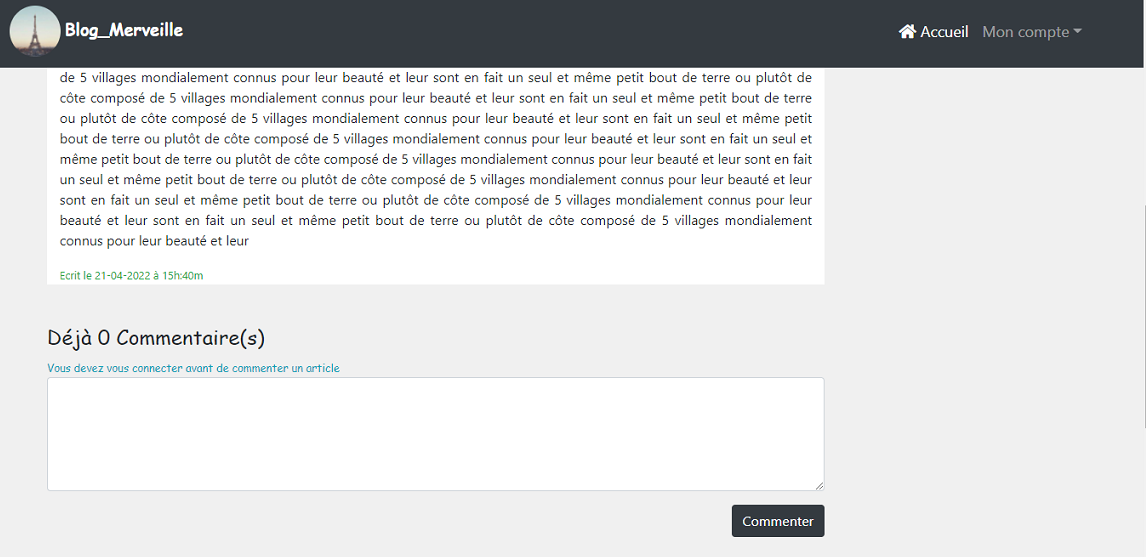 Blog_Merveille
Accueil
Mon compte
de 5 villages mondialement connus pour leur beauté et leur sont en fait un seul et même petit bout de terre ou plutôt de
côte composé de 5 villages mondialement connus pour leur beauté et leur sont en fait un seul et même petit bout de terre
ou plutôt de côte composé de 5 villages mondialement connus pour leur beauté et leur sont en fait un seul et même petit
bout de terre ou plutôt de côte composé de 5 villages mondialement connus pour leur beauté et leur sont en fait un seul et
même petit bout de terre ou plutôt de côte composé de 5 villages mondialement connus pour leur beauté et leur sont en fait
un seul et même petit bout de terre ou plutôt de côte composé de 5 villages mondialement connus pour leur beauté et leur
sont en fait un seul et même petit bout de terre ou plutôt de côte composé de 5 villages mondialement connus pour leur
beauté et leur sont en fait un seul et même petit bout de terre ou plutôt de côte composé de 5 villages mondialement
connus pour leur beauté et leur
Ecrit le 21-04-2022 à 15h:40m
Déjà 0 Commentaire(s)
Vous devez vous connecter avant de commenter un article
Commenter